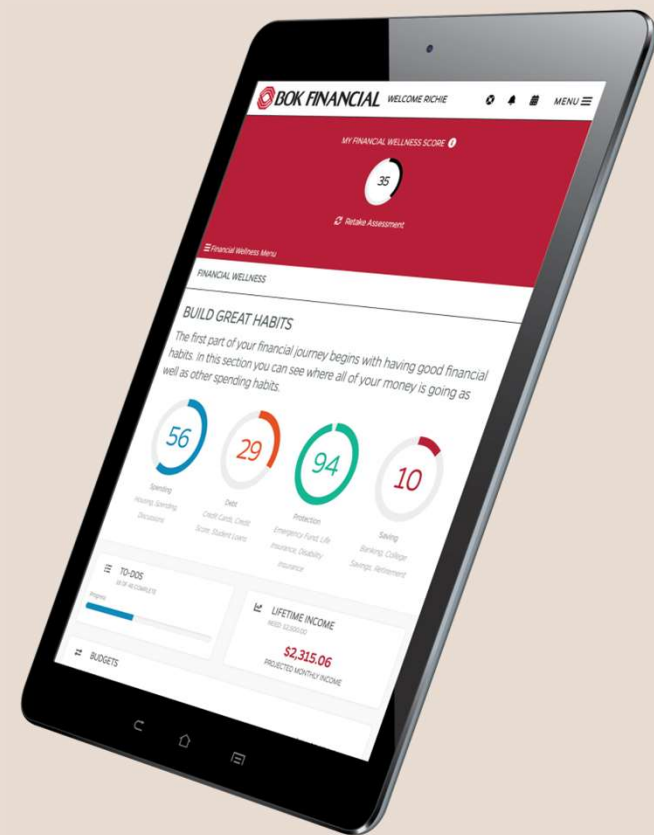 BOK FINANCIAL WELCOME RICHIE MENU
MY FINANCIAL WELLNESS SCORE
35
Retake Assessment
Financial Wellness Menu
FINANCIAL WELLNESS
BUILD GREAT HABITS
The first part of your financial journey begins with having good financial
habits. In this section you can see where all of your money is going as
well as other spending habits.
56
29
94
10
Spending
Housing, Spending
Discussions
Debt
Credit Cards, Credit
Score, Student Loans
Protection
Emergency Fund, Life
Insurance, Disability
Insurance
Saving
Banking, College
Savings, Retirement
TO-DOS
COMPLETE
Progress
LIFETIME INCOME
$2,315.06
PROJECTED MONTHLY INCOME
BUDGETS